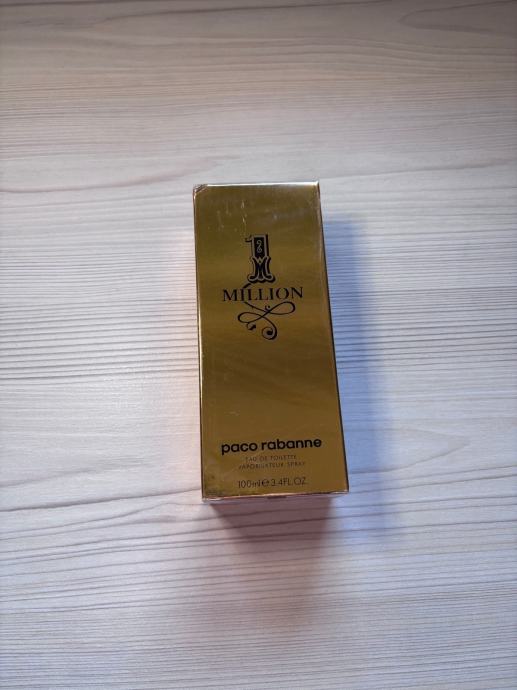 1
MILLION
paco rabanne
EAU DE TOILETTE
VAPORISATEUR SPRAY
100ml ℮ 3.4FL.OZ.